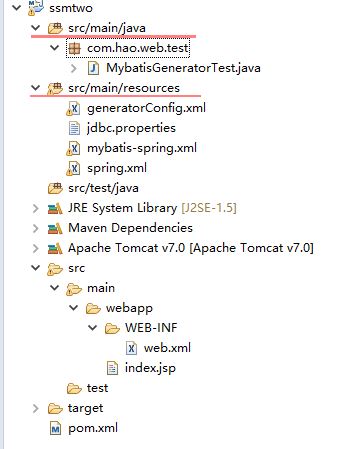 ssmtwo
src/main/java
com.hao.web.test
MybatisGeneratorTest.java
src/main/resources
generatorConfig.xml
jdbc.properties
mybatis-spring.xml
spring.xml
src/test/java
JRE System Library [J2SE-1.5]
Maven Dependencies
Apache Tomcat v7.0 [Apache Tomcat v7.0]
src
main
webapp
WEB-INF
web.xml
index.jsp
test
target
pom.xml